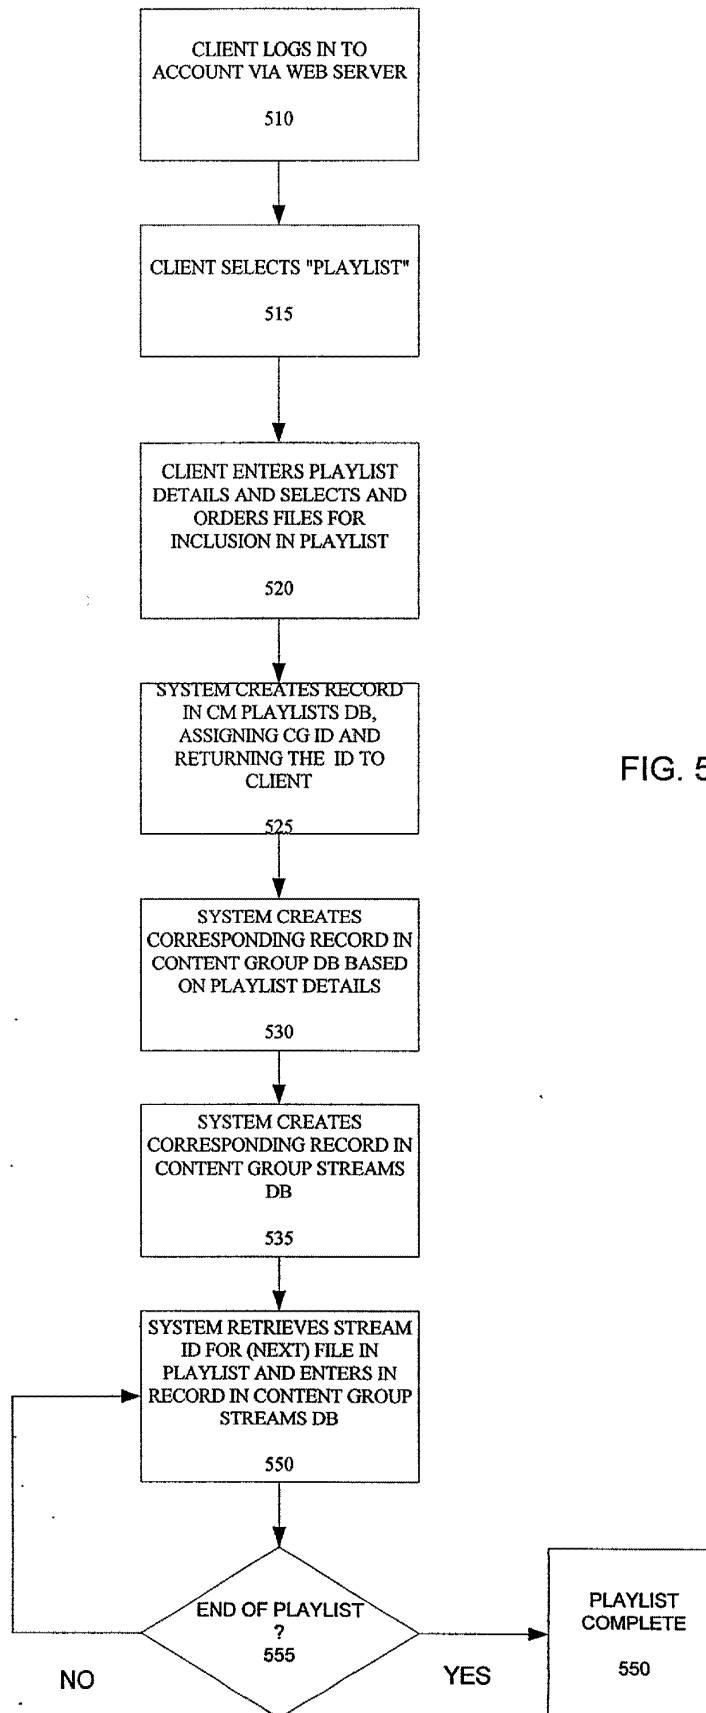 CLIENT LOGS IN TO
ACCOUNT VIA WEB SERVER
510
CLIENT SELECTS "PLAYLIST"
515
CLIENT ENTERS PLAYLIST
DETAILS AND SELECTS AND
ORDERS FILES FOR
INCLUSION IN PLAYLIST
520
SYSTEM CREATES RECORD
IN CM PLAYLISTS DB,
ASSIGNING CG ID AND
RETURNING THE ID TO
CLIENT
525
FIG. 5
SYSTEM CREATES
CORRESPONDING RECORD IN
CONTENT GROUP DB BASED
ON PLAYLIST DETAILS
530
SYSTEM CREATES
CORRESPONDING RECORD IN
CONTENT GROUP STREAMS
DB
535
SYSTEM RETRIEVES STREAM
ID FOR (NEXT) FILE IN
PLAYLIST AND ENTERS IN
RECORD IN CONTENT GROUP
STREAMS DB
550
END OF PLAYLIST
?
555
NO
YES
PLAYLIST
COMPLETE
550